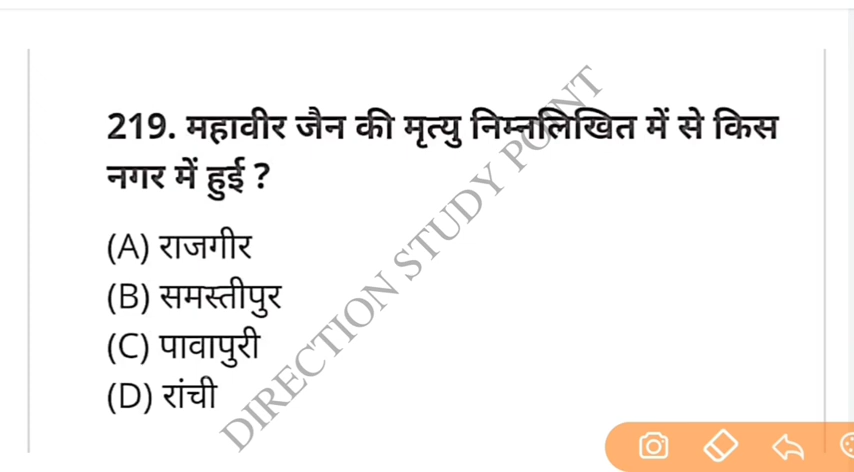 219. महावीर जैन की मृत्यु निम्नलिखित में से किस
नगर में हुई ?
(A) राजगीर
(B) समस्तीपुर
(C) पावापुरी
(D) रांची
DIRECTION STUDY POINT